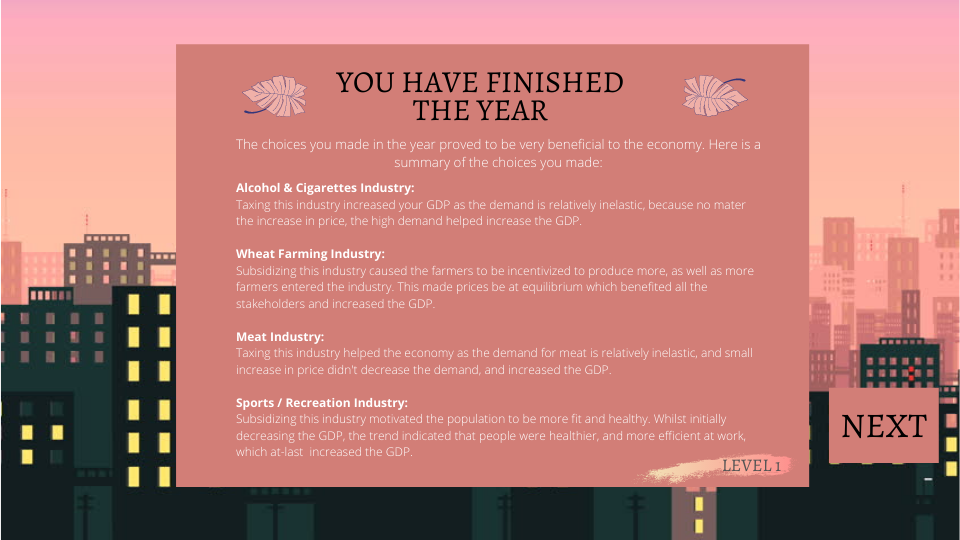 YOU HAVE FINISHED
THE YEAR
The choices you made in the year proved to be very beneficial to the economy. Here is a
summary of the choices you made:
Alcohol & Cigarettes Industry:
Taxing this industry increased your GDP as the demand is relatively inelastic, because no mater
the increase in price, the high demand helped increase the GDP.
Wheat Farming Industry:
Subsidizing this industry caused the farmers to be incentivized to produce more, as well as more
farmers entered the industry. This made prices be at equilibrium which benefited all the
stakeholders and increased the GDP.
Meat Industry:
Taxing this industry helped the economy as the demand for meat is relatively inelastic, and small
increase in price didn't decrease the demand, and increased the GDP.
Sports / Recreation Industry:
Subsidizing this industry motivated the population to be more fit and healthy. Whilst initially
decreasing the GDP, the trend indicated that people were healthier, and more efficient at work,
which at-last increased the GDP.
LEVEL 1
NEXT